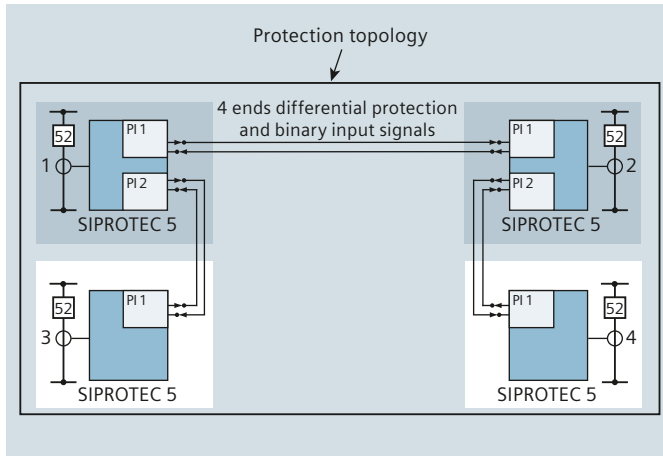 Protection topology
4 ends differential protection
and binary input signals
52
PI 1
1
PI 2
SIPROTEC 5
PI 1
52
2
PI 2
SIPROTEC 5
52
PI 1
3
SIPROTEC 5
PI 1
52
4
SIPROTEC 5